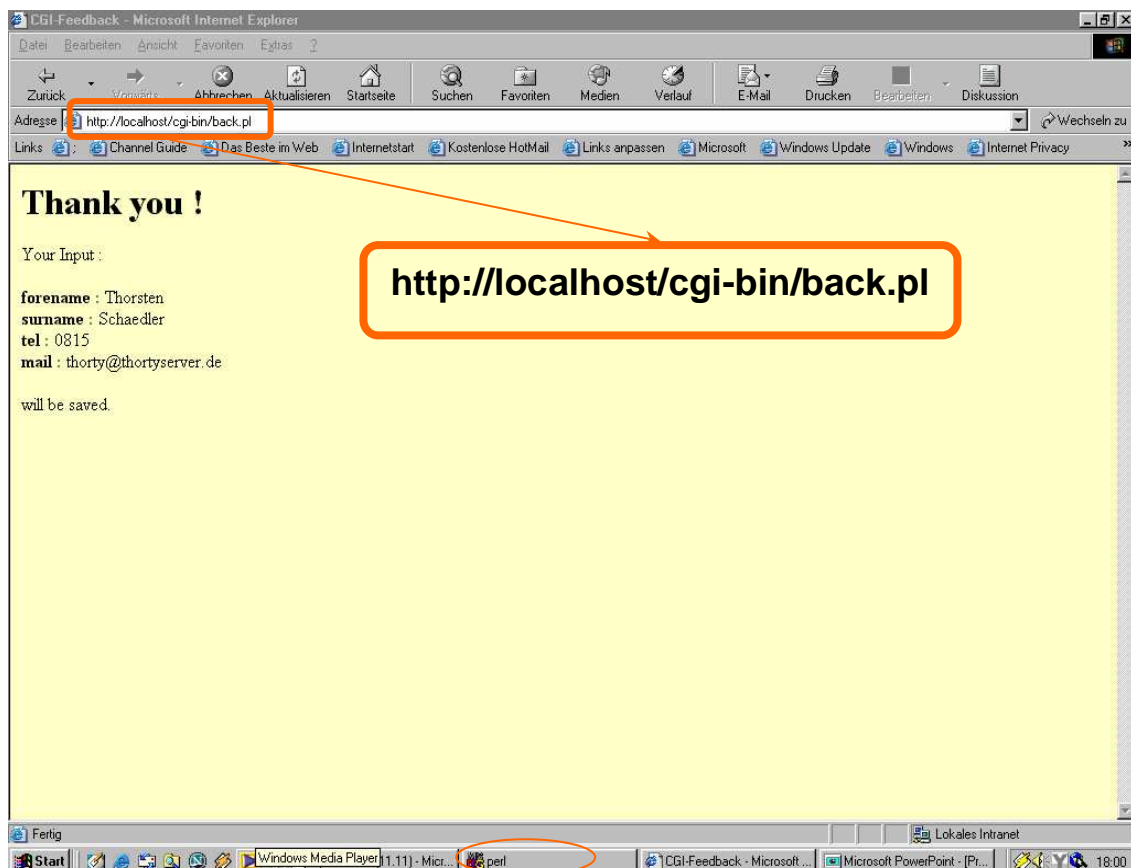 CGI-Feedback - Microsoft Internet Explorer
Datei Bearbeiten Ansicht Favoriten Extras ?
Zurück Vorwärts Abbrechen Aktualisieren Startseite Suchen Favoriten Medien Verlauf E-Mail Drucken Bearbeiten Diskussion
Adresse http://localhost/cgi-bin/back.pl Wechseln zu
Links ; Channel Guide Das Beste im Web Internetstart Kostenlose HotMail Links anpassen Microsoft Windows Update Windows Internet Privacy »
Thank you !
Your Input :
http://localhost/cgi-bin/back.pl
forename : Thorsten
surname : Schaedler
tel : 0815
mail : thorty@thortyserver.de
will be saved.
Fertig Lokales Intranet
Start Windows Media Player 11.11] - Micr... perl CGI-Feedback - Microsoft ... Microsoft PowerPoint - [Pr... 18:00